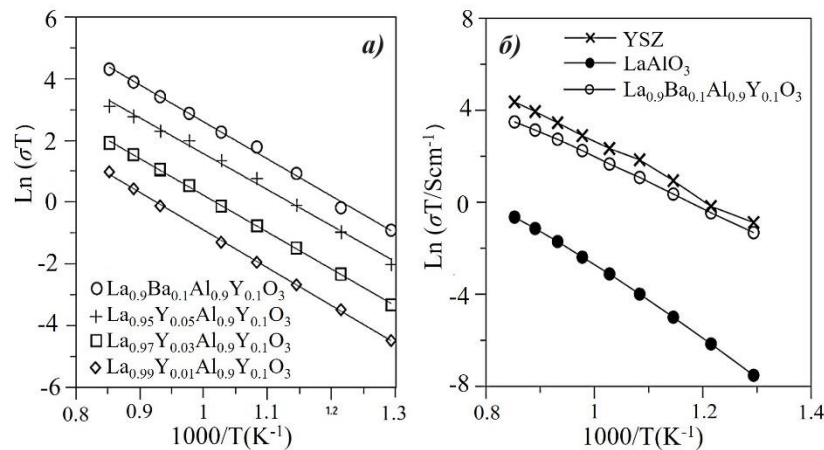 а)
Ln (σT)
6
4
2
0
-2
-4
-6
La₀.₉Ba₀.₁Al₀.₉Y₀.₁O₃
La₀.₉₅Y₀.₀₅Al₀.₉Y₀.₁O₃
La₀.₉₇Y₀.₀₃Al₀.₉Y₀.₁O₃
La₀.₉₉Y₀.₀₁Al₀.₉Y₀.₁O₃
0.8 0.9 1 1.1 1.2 1.3
1000/T(K⁻¹)
б)
YSZ
LaAlO₃
La₀.₉Ba₀.₁Al₀.₉Y₀.₁O₃
Ln (σT/Scm⁻¹)
8
4
0
-4
-8
0.8 1 1.2 1.4
1000/T(K⁻¹)